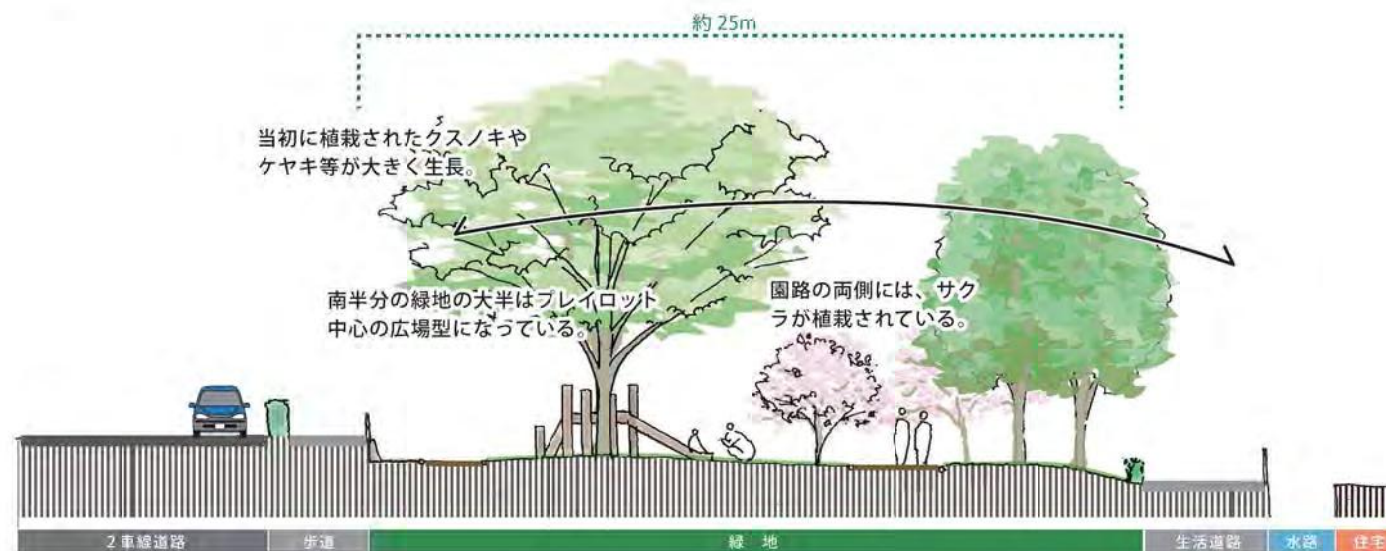 約 25m
当初に植栽されたクスノキや
ケヤキ等が大きく生長。
南半分の緑地の大半はプレイロット
中心の広場型になっている。
園路の両側には、サク
ラが植栽されている。
2 車線道路
歩道
緑 地
生活道路
水路
住宅